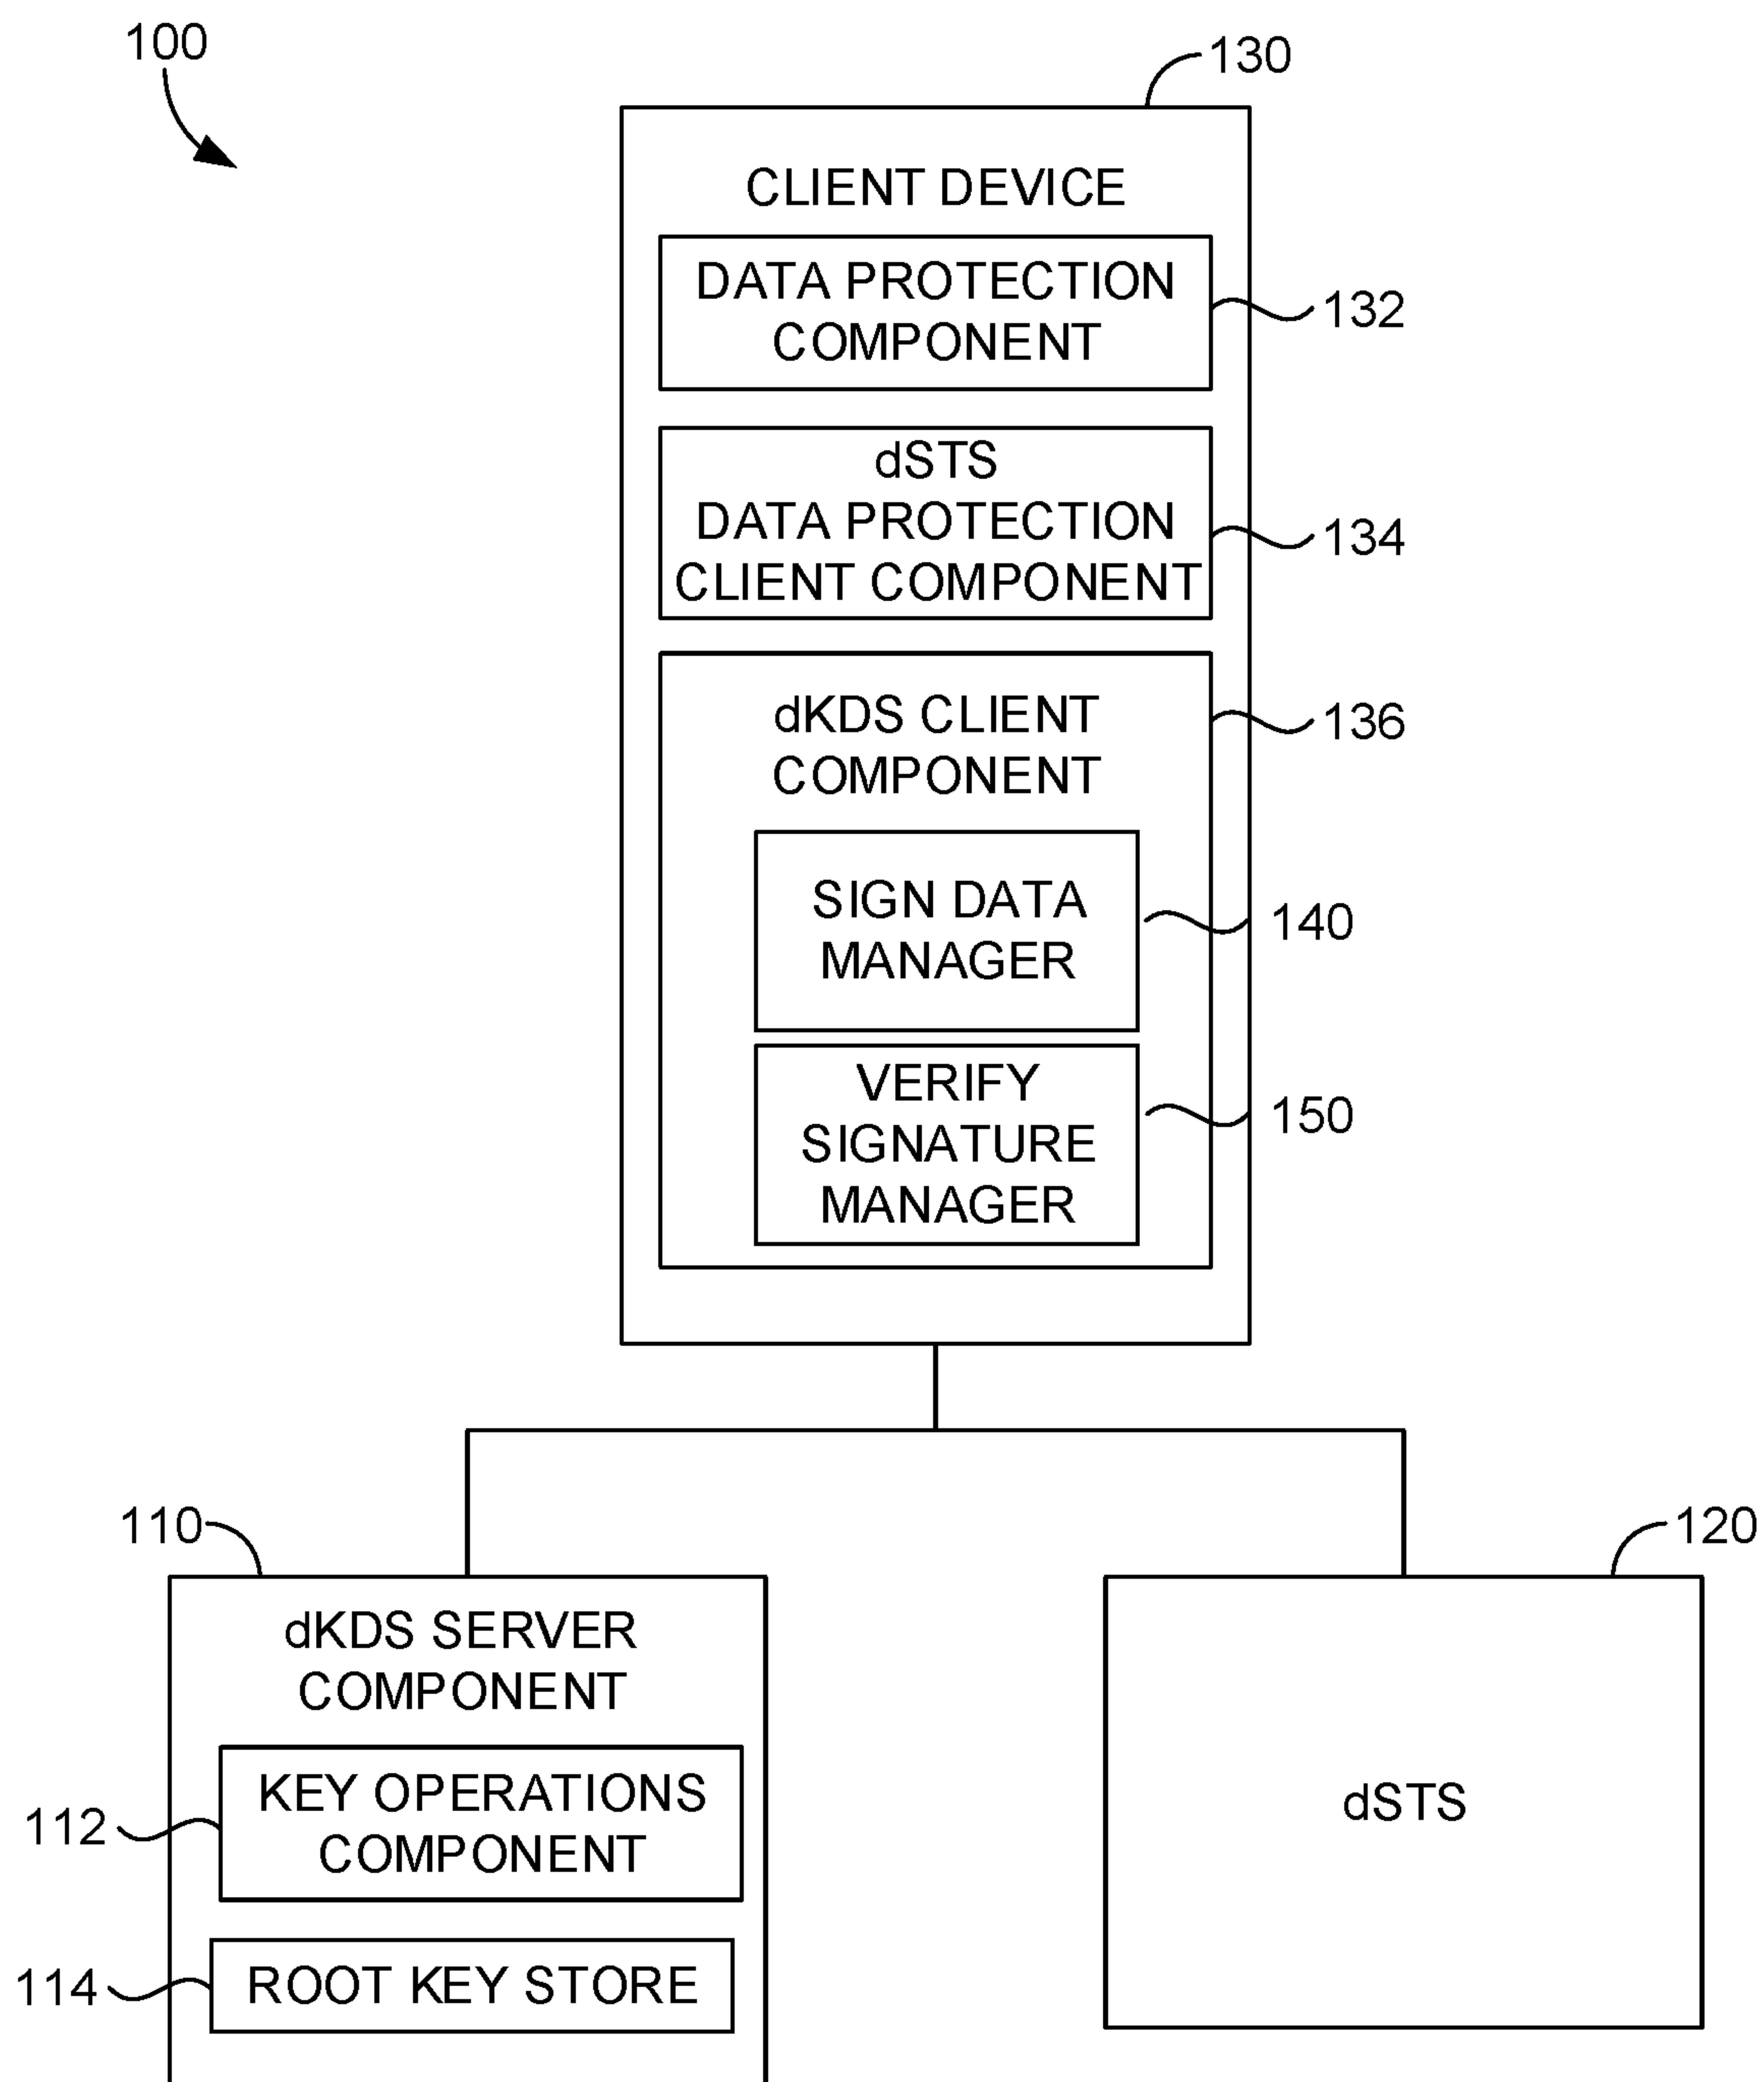 100
130
CLIENT DEVICE
DATA PROTECTION
COMPONENT
132
dSTS
DATA PROTECTION
CLIENT COMPONENT
134
dKDS CLIENT
COMPONENT
136
SIGN DATA
MANAGER
140
VERIFY
SIGNATURE
MANAGER
150
110
dKDS SERVER
COMPONENT
KEY OPERATIONS
COMPONENT
112
ROOT KEY STORE
114
120
dSTS